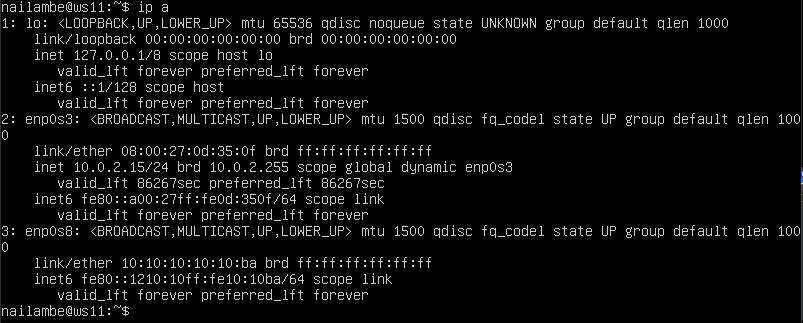 nailambe@ws11:~$ ip a
1: lo: <LOOPBACK,UP,LOWER_UP> mtu 65536 qdisc noqueue state UNKNOWN group default qlen 1000
    link/loopback 00:00:00:00:00:00 brd 00:00:00:00:00:00
    inet 127.0.0.1/8 scope host lo
       valid_lft forever preferred_lft forever
    inet6 ::1/128 scope host
       valid_lft forever preferred_lft forever
2: enp0s3: <BROADCAST,MULTICAST,UP,LOWER_UP> mtu 1500 qdisc fq_codel state UP group default qlen 100
0
    link/ether 08:00:27:0d:35:0f brd ff:ff:ff:ff:ff:ff
    inet 10.0.2.15/24 brd 10.0.2.255 scope global dynamic enp0s3
       valid_lft 86267sec preferred_lft 86267sec
    inet6 fe80::a00:27ff:fe0d:350f/64 scope link
       valid_lft forever preferred_lft forever
3: enp0s8: <BROADCAST,MULTICAST,UP,LOWER_UP> mtu 1500 qdisc fq_codel state UP group default qlen 100
0
    link/ether 10:10:10:10:10:ba brd ff:ff:ff:ff:ff:ff
    inet6 fe80::1210:10ff:fe10:10ba/64 scope link
       valid_lft forever preferred_lft forever
nailambe@ws11:~$